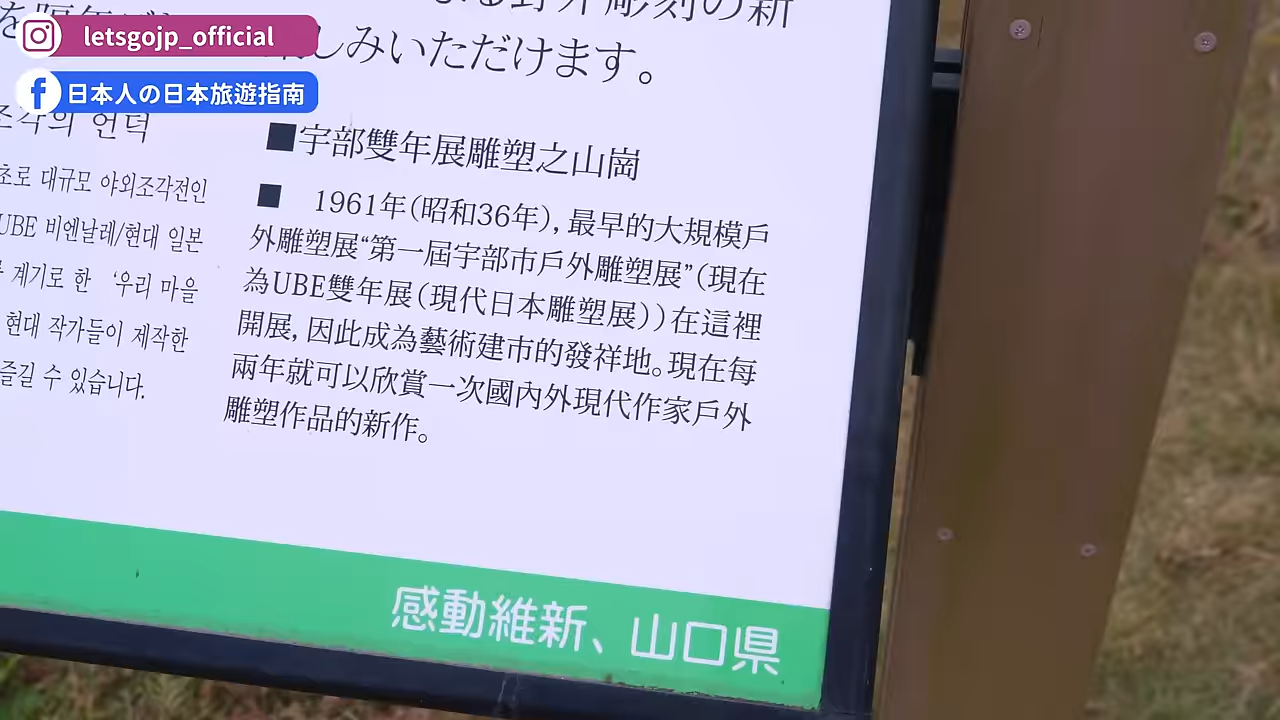 letsgojp_official
日本人の日本旅遊指南
る野外彫刻の新
しみいただけます。
조각의 언덕
초로 대규모 야외조각전인
UBE 비엔날레/현대 일본
계기로 한 ‘우리 마을
현대 작가들이 제작한
즐길 수 있습니다.
■宇部雙年展雕塑之山崗
■ 1961年(昭和36年),最早的大規模戶
外雕塑展“第一屆宇部市戶外雕塑展”(現在
為UBE雙年展(現代日本雕塑展))在這裡
開展,因此成為藝術建市的發祥地。現在每
兩年就可以欣賞一次國內外現代作家戶外
雕塑作品的新作。
感動維新、山口県